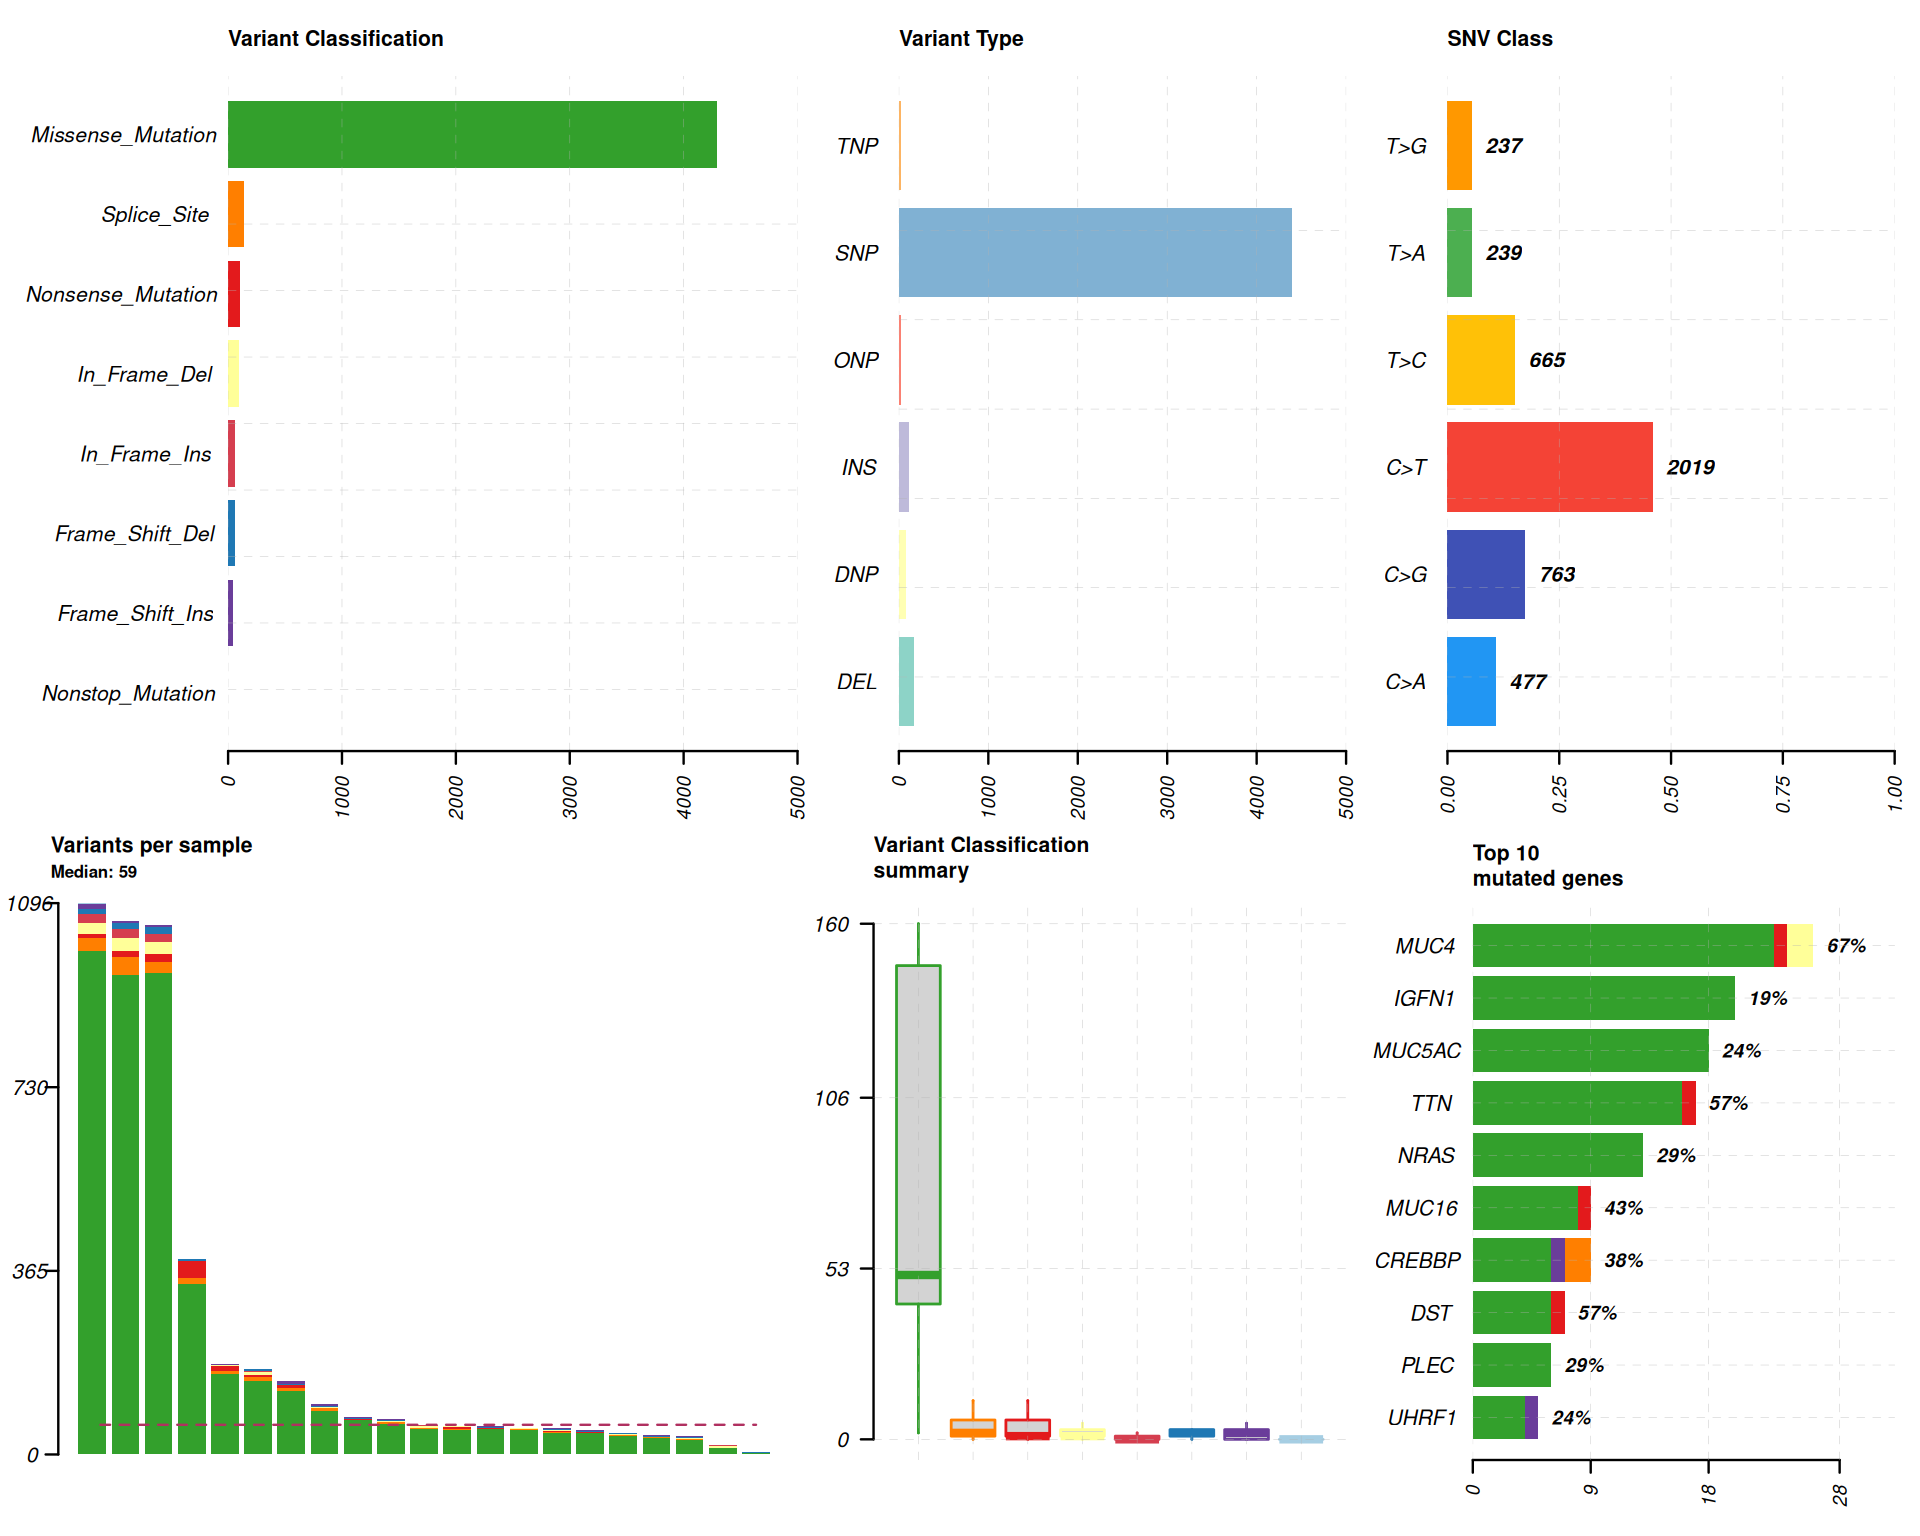 Variant Classification
Missense_Mutation
Splice_Site
Nonsense_Mutation
In_Frame_Del
In_Frame_Ins
Frame_Shift_Del
Frame_Shift_Ins
Nonstop_Mutation
0
1000
2000
3000
4000
5000
Variant Type
TNP
SNP
ONP
INS
DNP
DEL
0
1000
2000
3000
4000
5000
SNV Class
T>G 237
T>A 239
T>C 665
C>T 2019
C>G 763
C>A 477
0.00
0.25
0.50
0.75
1.00
Variants per sample
Median: 59
1096
730
365
0
Variant Classification
summary
160
106
53
0
Top 10
mutated genes
MUC4 67%
IGFN1 19%
MUC5AC 24%
TTN 57%
NRAS 29%
MUC16 43%
CREBBP 38%
DST 57%
PLEC 29%
UHRF1 24%
0
9
18
28